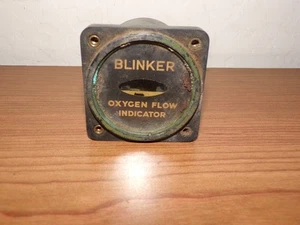 BLINKER
OXYGEN FLOW
INDICATOR